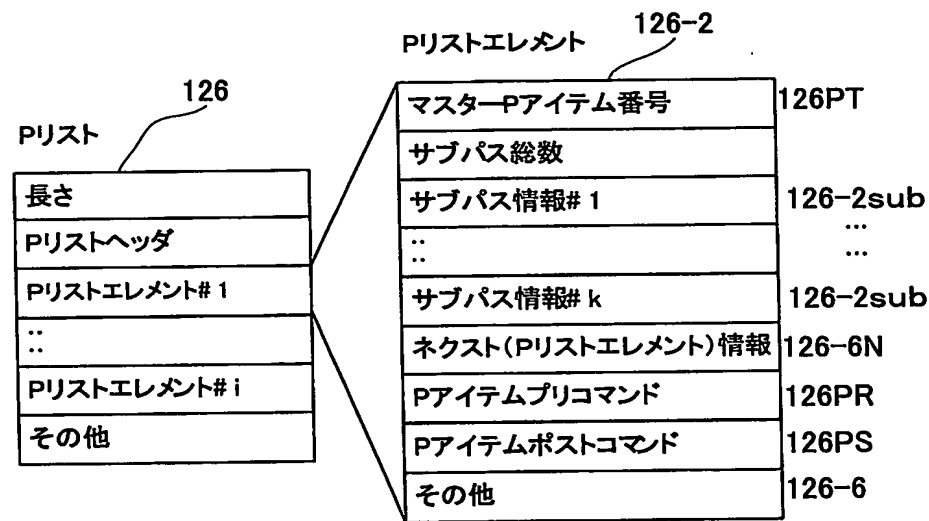 126
Pリスト
長さ
Pリストヘッダ
Pリストエレメント#1
::
Pリストエレメント#i
その他
126-2
Pリストエレメント
マスターPアイテム番号 126PT
サブパス総数
サブパス情報#1 126-2sub
:: …
…
サブパス情報#k 126-2sub
ネクスト(Pリストエレメント)情報 126-6N
Pアイテムプリコマンド 126PR
Pアイテムポストコマンド 126PS
その他 126-6